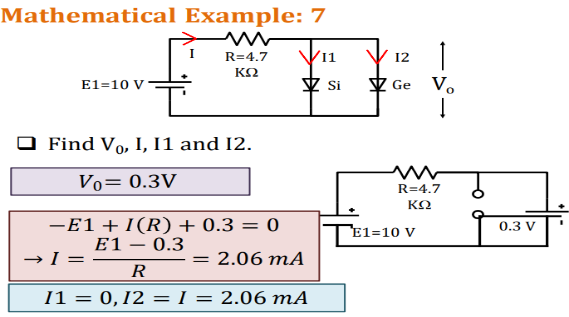 Mathematical Example: 7
I
R=4.7
KΩ
I1
I2
E1=10 V
Si
Ge
V₀
❑ Find V₀, I, I1 and I2.
V₀= 0.3V
−E1 + I(R) + 0.3 = 0
→ I = (E1 − 0.3) / R = 2.06 mA
I1 = 0, I2 = I = 2.06 mA
R=4.7
KΩ
E1=10 V
0.3 V